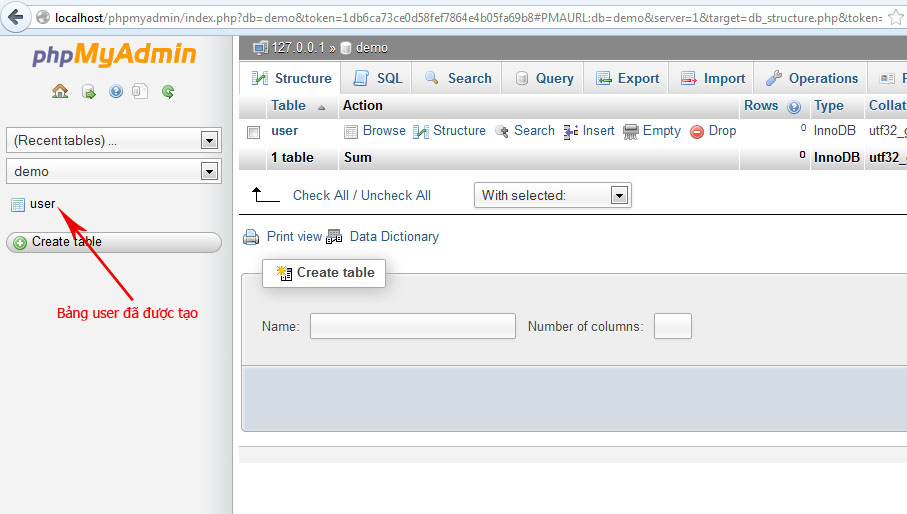 localhost/phpmyadmin/index.php?db=demo&token=1db6ca73ce0d58fef7864e4b05fa69b8#PMAURL:db=demo&server=1&target=db_structure.php&token=
phpMyAdmin
127.0.0.1 » demo
Structure SQL Search Query Export Import Operations
Table Action Rows Type Collat
user Browse Structure Search Insert Empty Drop 0 InnoDB utf32_g
1 table Sum 0 InnoDB utf32_g
(Recent tables) ...
demo
user
Create table
Bảng user đã được tạo
Check All / Uncheck All With selected:
Print view Data Dictionary
Create table
Name: Number of columns: